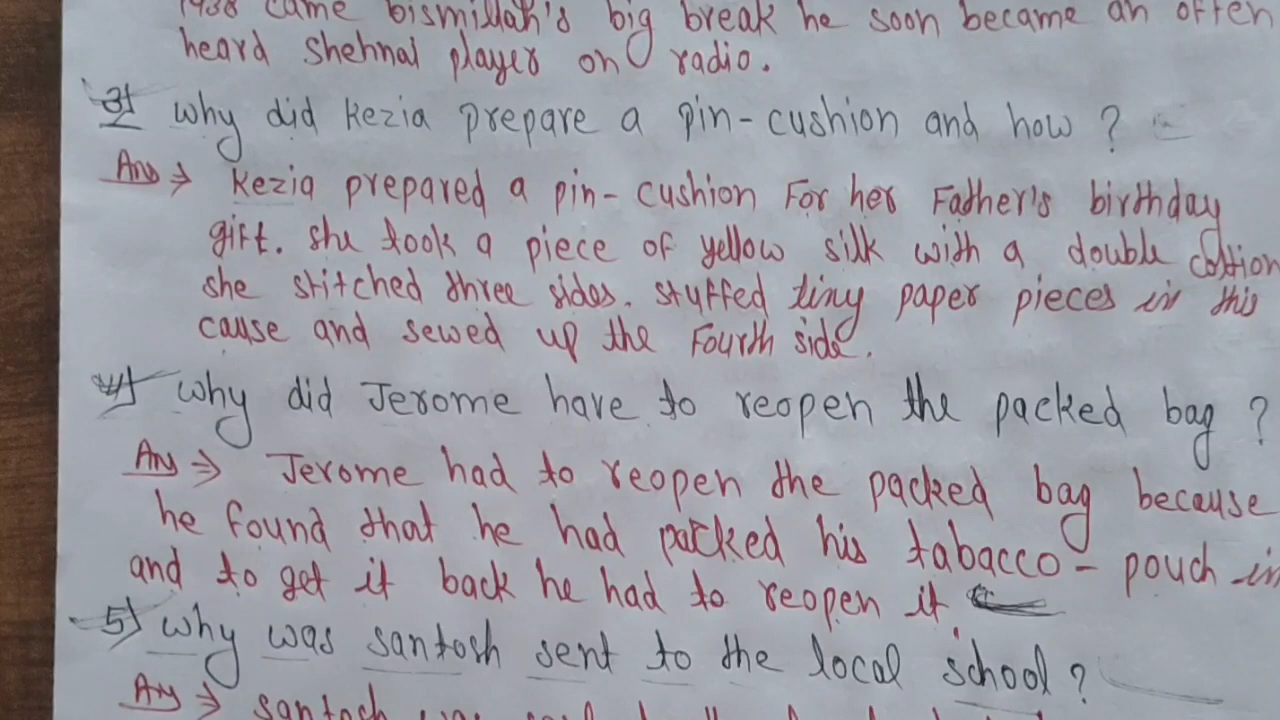 1938 came bismillah's big break he soon became an often
heard shehnai player on radio.
3) why did kezia prepare a pin-cushion and how ?
Ans ⇒ kezia prepared a pin-cushion For her Father's birthday
gift. she took a piece of yellow silk with a double cottion
she stitched three sides. stuffed tiny paper pieces in this
cause and sewed up the Fourth side.
4) why did Jerome have to reopen the packed bag ?
Ans ⇒ Jerome had to reopen the packed bag because
he found that he had packed his tabacco - pouch in
and to get it back he had to reopen it
5) why was santosh sent to the local school ?
Ans ⇒ santosh was